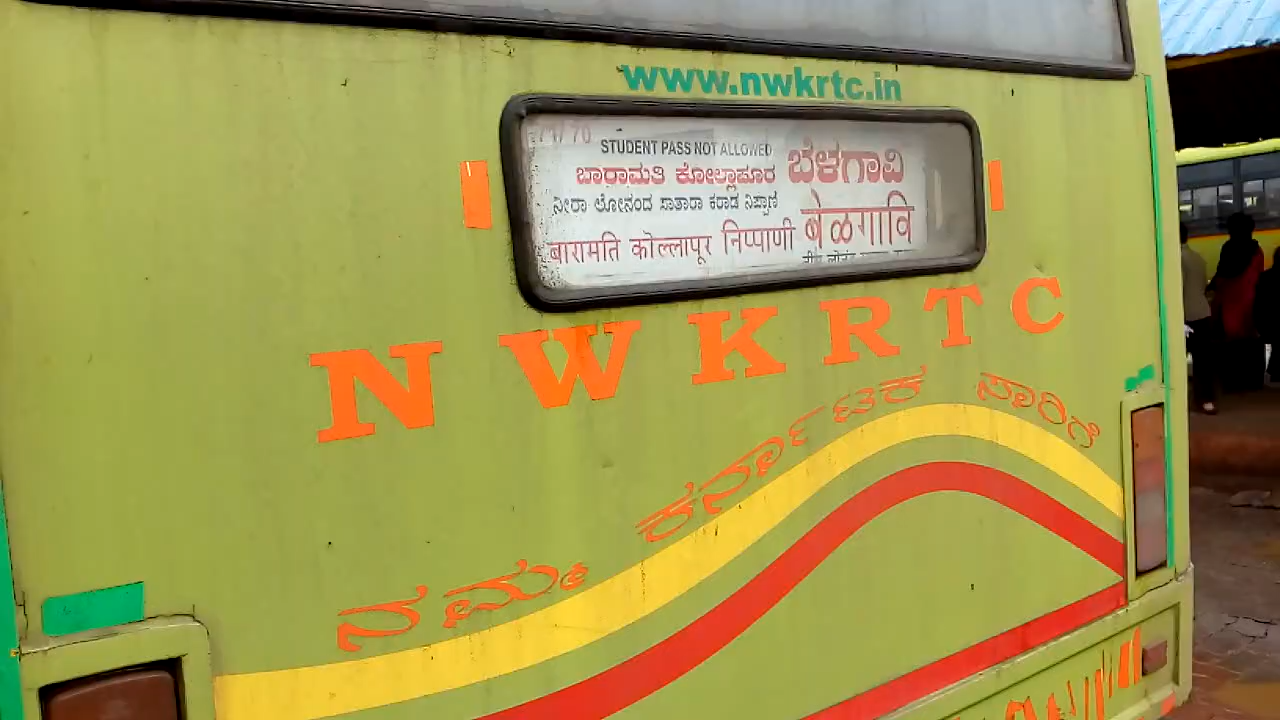 www.nwkrtc.in
STUDENT PASS NOT ALLOWED
ಬಾರಾಮತಿ ಕೋಲ್ಲಾಪೂರ ಬೆಳಗಾವಿ
ನೀರಾ ಲೋನಂದ ಸಾತಾರಾ ಕರಾಡ ನಿಪ್ಪಾಣಿ
बारामति कोल्लापूर निप्पाणी बेळगावि
NWKRTC
ನಮ್ಮ ಕರ್ನಾಟಕ ಸಾರಿಗೆ